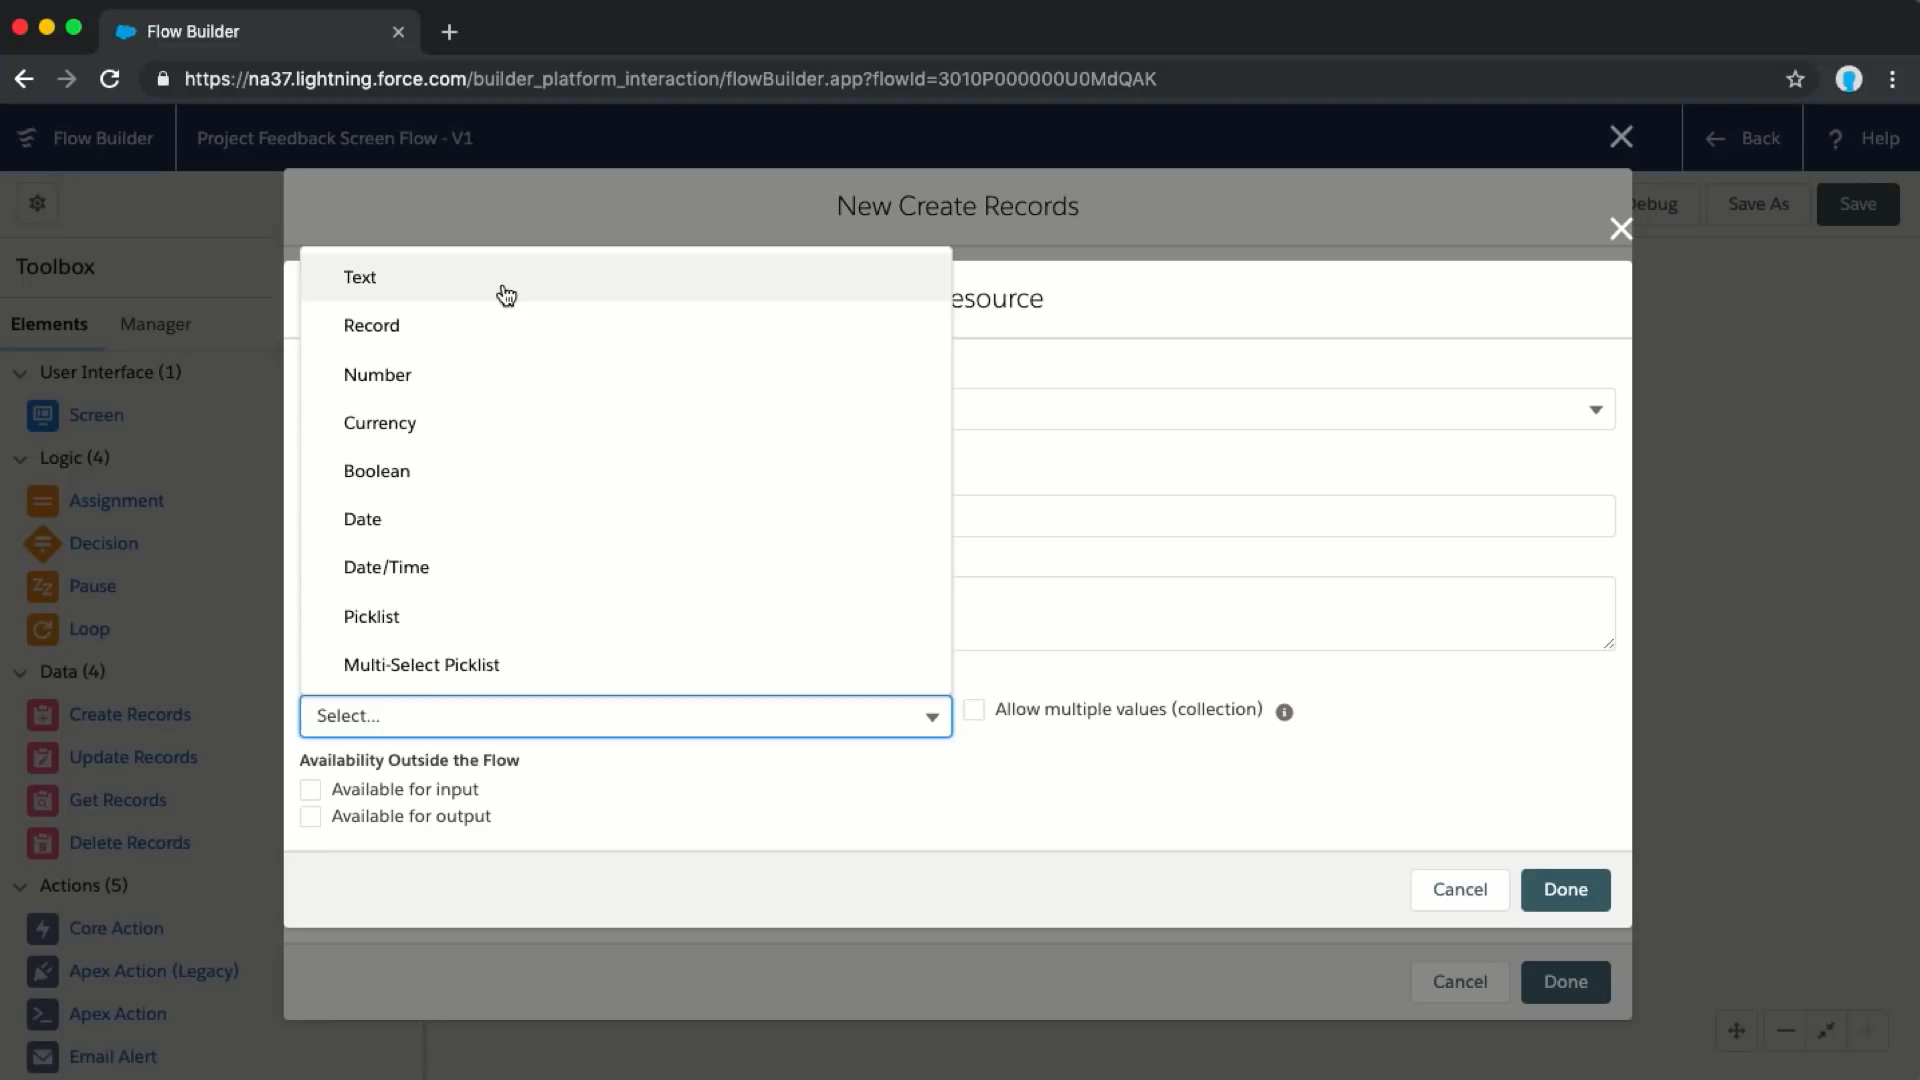 Flow Builder
https://na37.lightning.force.com/builder_platform_interaction/flowBuilder.app?flowId=3010P000000U0MdQAK
Flow Builder
Project Feedback Screen Flow - V1
Back
? Help
New Create Records
Debug
Save As
Save
Toolbox
Elements
Manager
User Interface (1)
Screen
Logic (4)
Assignment
Decision
Pause
Loop
Data (4)
Create Records
Update Records
Get Records
Delete Records
Actions (5)
Core Action
Apex Action (Legacy)
Apex Action
Email Alert
esource
Text
Record
Number
Currency
Boolean
Date
Date/Time
Picklist
Multi-Select Picklist
Select...
Allow multiple values (collection)
Availability Outside the Flow
Available for input
Available for output
Cancel
Done
Cancel
Done